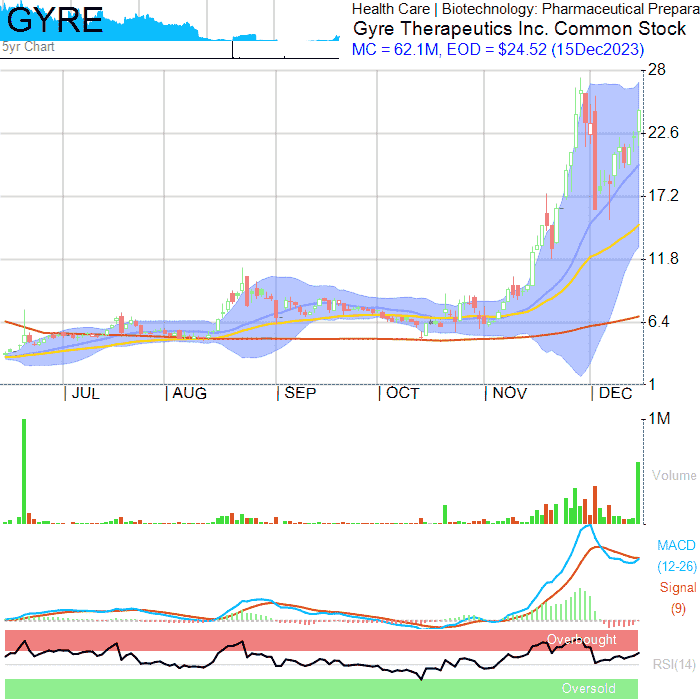 GYRE
Health Care | Biotechnology: Pharmaceutical Prepara
Gyre Therapeutics Inc. Common Stock
5yr Chart
MC = 62.1M, EOD = $24.52 (15Dec2023)
28
22.6
17.2
11.8
6.4
1
JUL
AUG
SEP
OCT
NOV
DEC
1M
Volume
MACD
(12-26)
Signal
(9)
Overbought
RSI(14)
Oversold